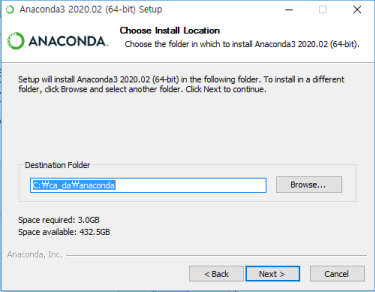 Anaconda3 2020.02 (64-bit) Setup
ANACONDA.
Choose Install Location
Choose the folder in which to install Anaconda3 2020.02 (64-bit).
Setup will install Anaconda3 2020.02 (64-bit) in the following folder. To install in a different
folder, click Browse and select another folder. Click Next to continue.
Destination Folder
C:₩ca_da₩anaconda
Browse...
Space required: 3.0GB
Space available: 432.5GB
Anaconda, Inc.
< Back
Next >
Cancel